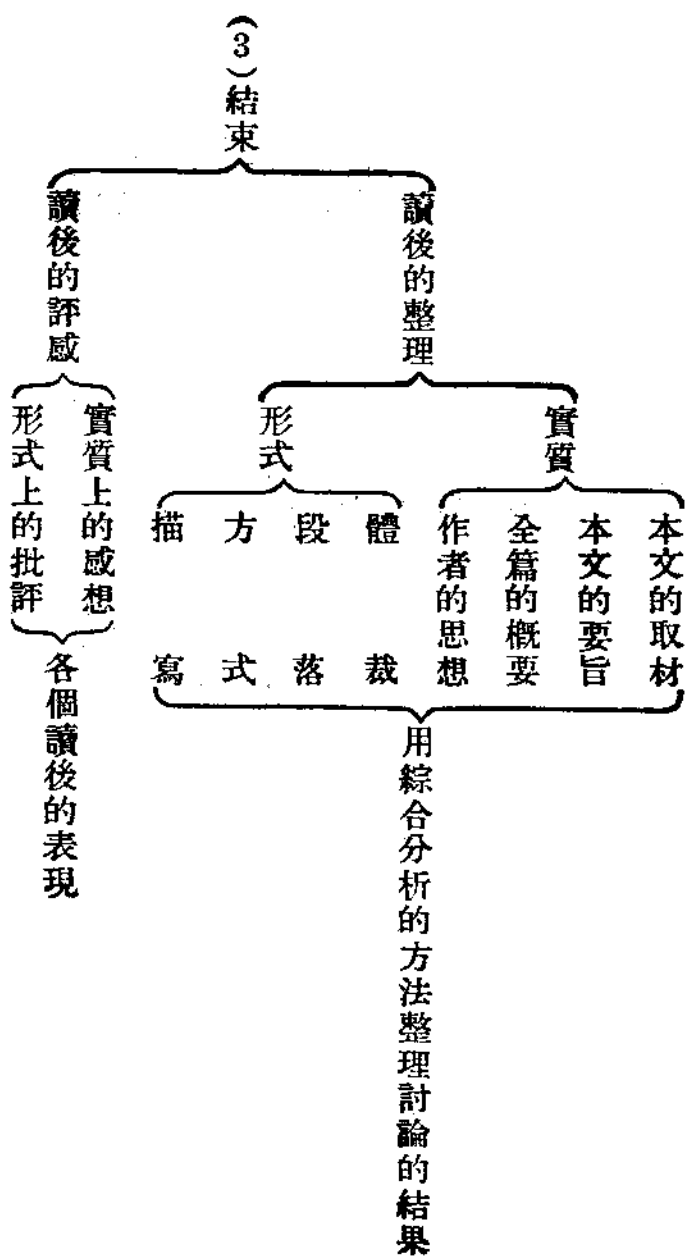 （3）結束
讀後的整理
實質
本文的取材
本文的要旨
全篇的概要
作者的思想
形式
體裁
段落
方式
描寫
用綜合分析的方法整理討論的結果
讀後的評感
實質上的感想
形式上的批評
各個讀後的表現